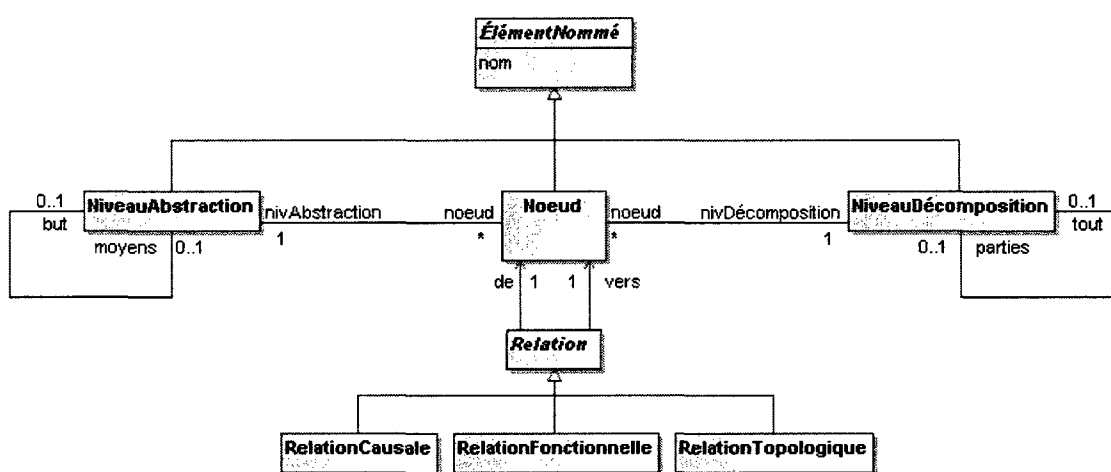 ÉlémentNommé
nom
0..1
but
NiveauAbstraction
moyens
0..1
nivAbstraction
1
noeud
*
Noeud
noeud
*
nivDécomposition
1
NiveauDécomposition
0..1
parties
0..1
tout
de
1
1
vers
Relation
RelationCausale
RelationFonctionnelle
RelationTopologique